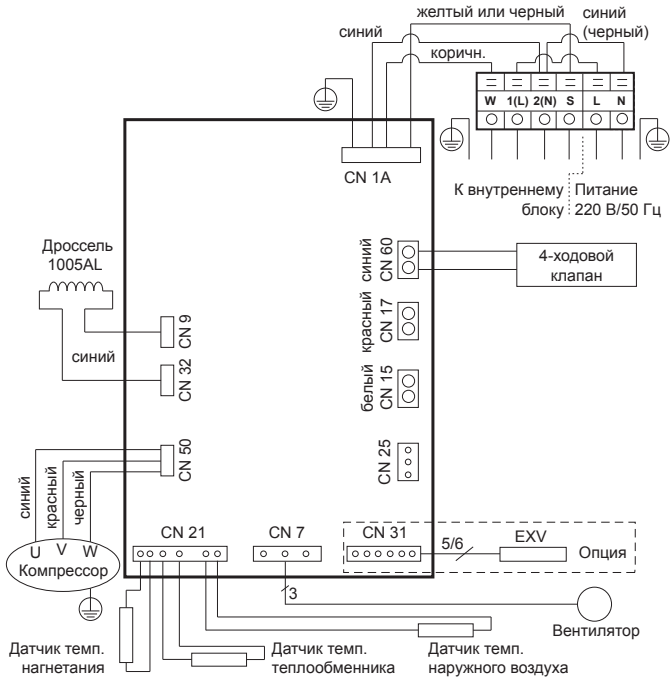 желтый или черный
синий
(черный)
синий
коричн.
W 1(L) 2(N) S L N
CN 1A
К внутреннему
блоку
Питание
220 В/50 Гц
Дроссель
1005AL
синий
CN 60
4-ходовой
клапан
красный
CN 17
CN 9
синий
CN 32
белый
CN 15
CN 50
CN 25
синий
красный
черный
U V W
Компрессор
CN 21
CN 7
CN 31
5/6
EXV
Опция
3
Вентилятор
Датчик темп.
нагнетания
Датчик темп.
теплообменника
Датчик темп.
наружного воздуха